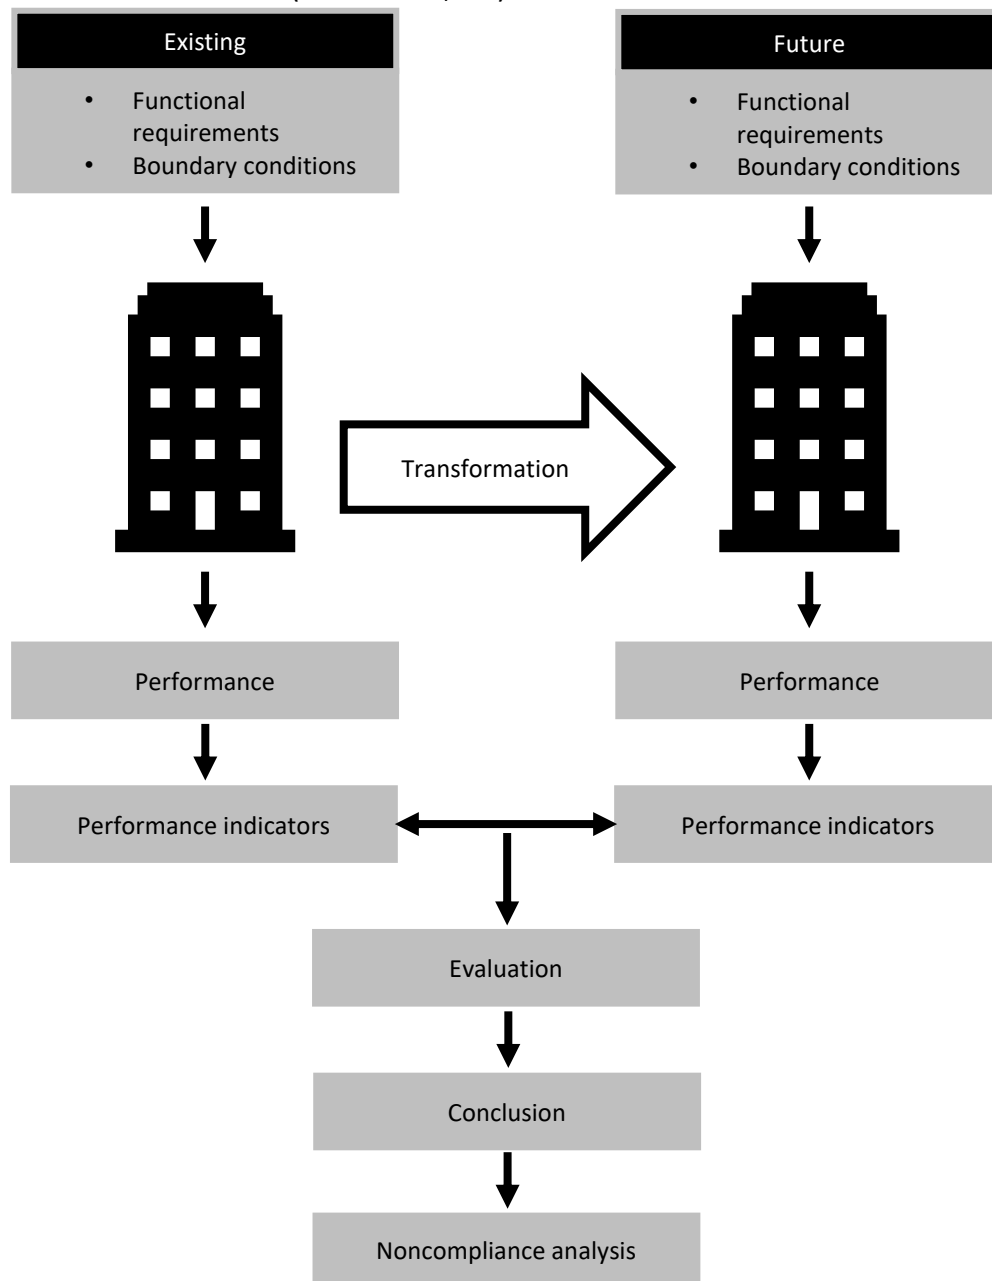 Existing
• Functional
requirements
• Boundary conditions
Future
• Functional
requirements
• Boundary conditions
Transformation
Performance
Performance
Performance indicators
Performance indicators
Evaluation
Conclusion
Noncompliance analysis